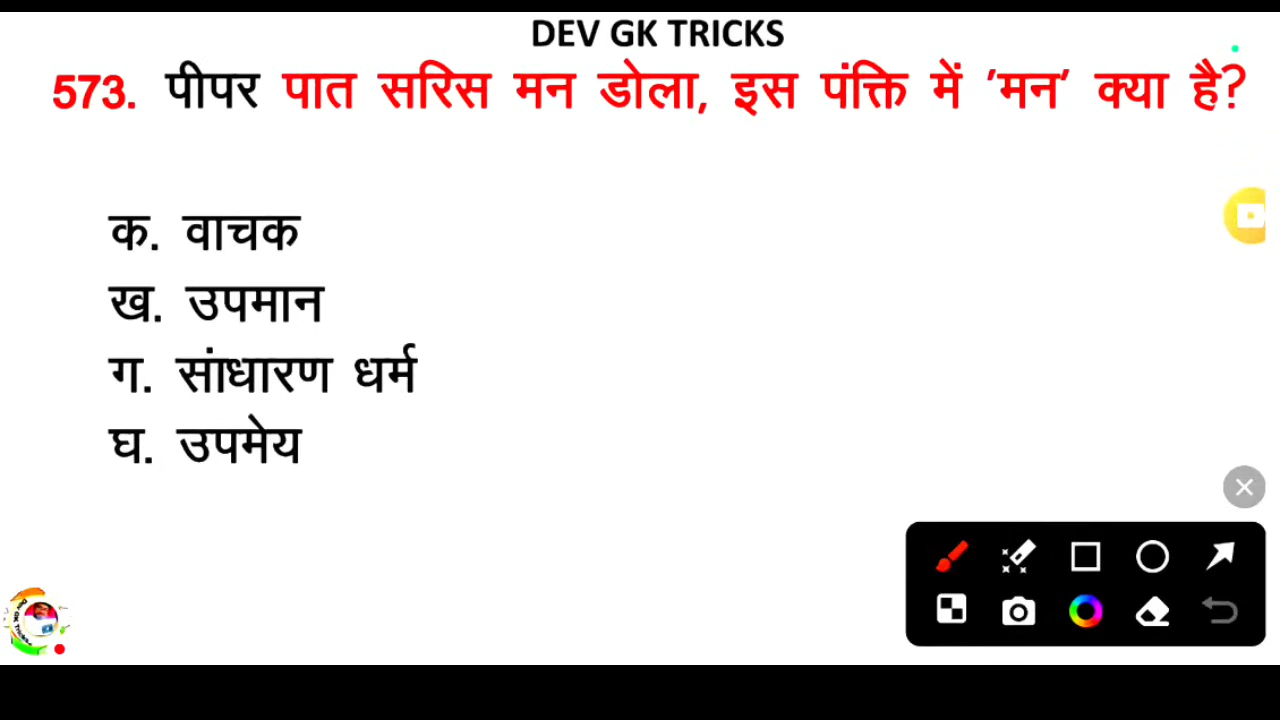 DEV GK TRICKS
573. पीपर पात सरिस मन डोला, इस पंक्ति में ‘मन’ क्या है?
क. वाचक
ख. उपमान
ग. सांधारण धर्म
घ. उपमेय